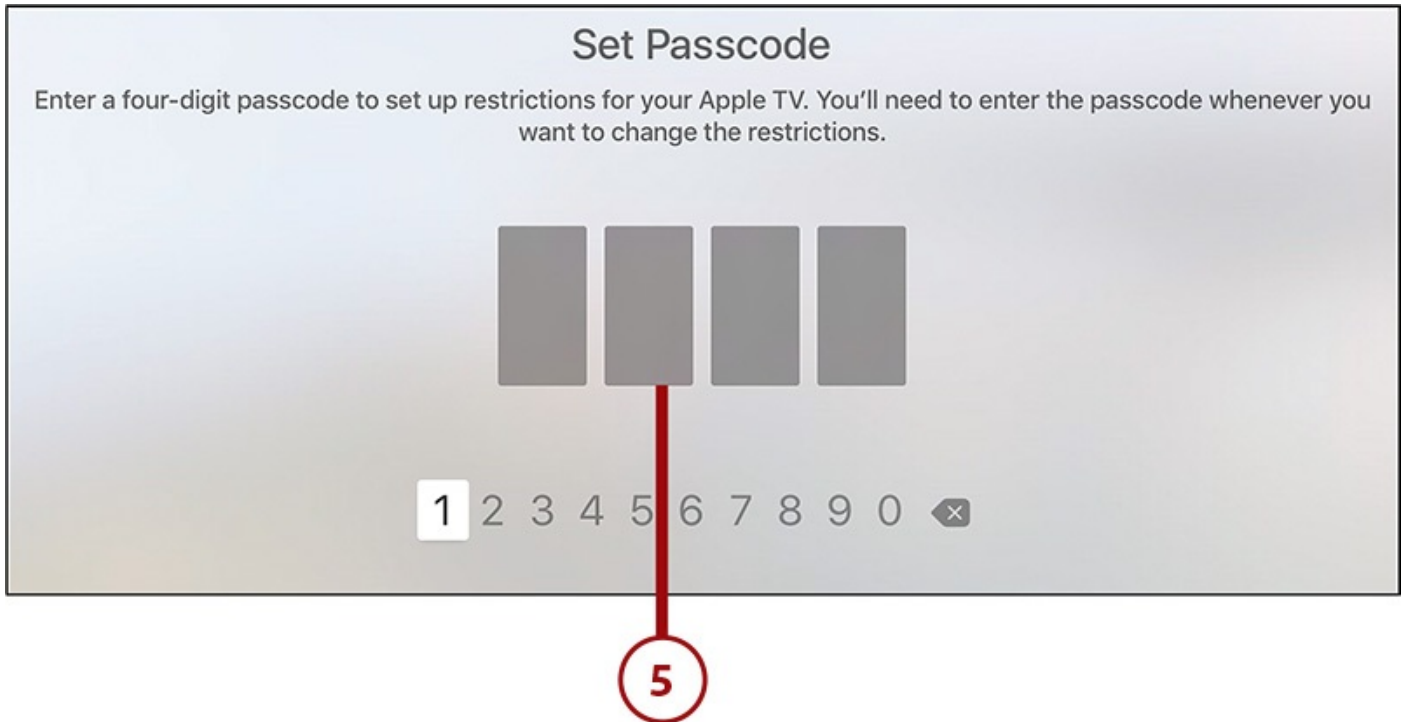 Set Passcode
Enter a four-digit passcode to set up restrictions for your Apple TV. You’ll need to enter the passcode whenever you
want to change the restrictions.
1 2 3 4 5 6 7 8 9 0
5